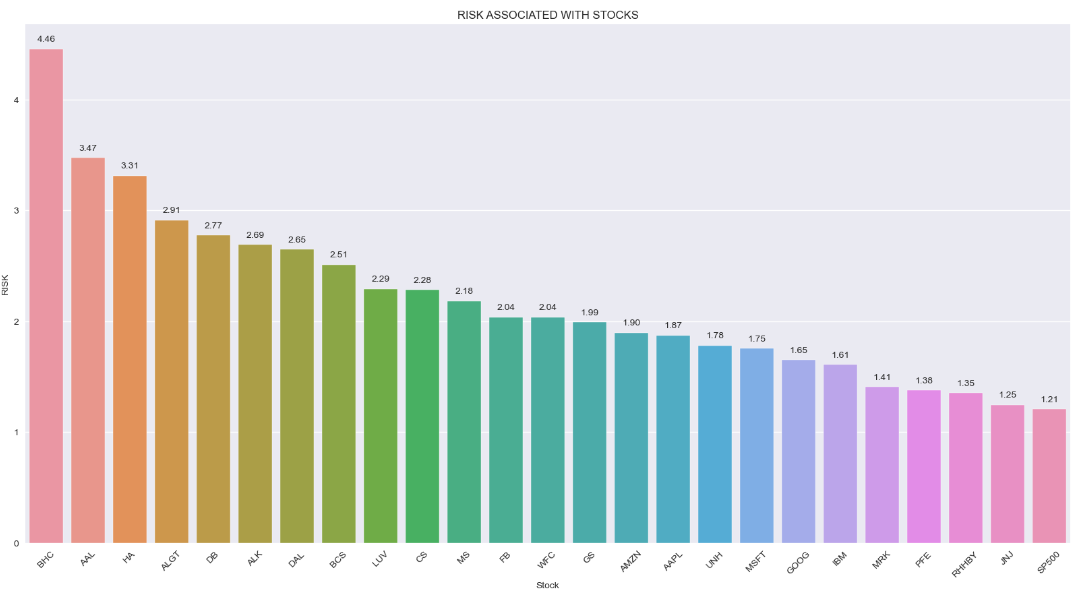 RISK ASSOCIATED WITH STOCKS
4.46
3.47
3.31
2.91
2.77
2.69
2.65
2.51
2.29
2.28
2.18
2.04
2.04
1.99
1.90
1.87
1.78
1.75
1.65
1.61
1.41
1.38
1.35
1.25
1.21
4
3
2
1
0
RISK
BHC
AAL
HA
ALGT
DB
ALK
DAL
BCS
LUV
CS
MS
FB
WFC
GS
AMZN
AAPL
UNH
MSFT
GOOG
IBM
MRK
PFE
RHHBY
JNJ
SP500
Stock